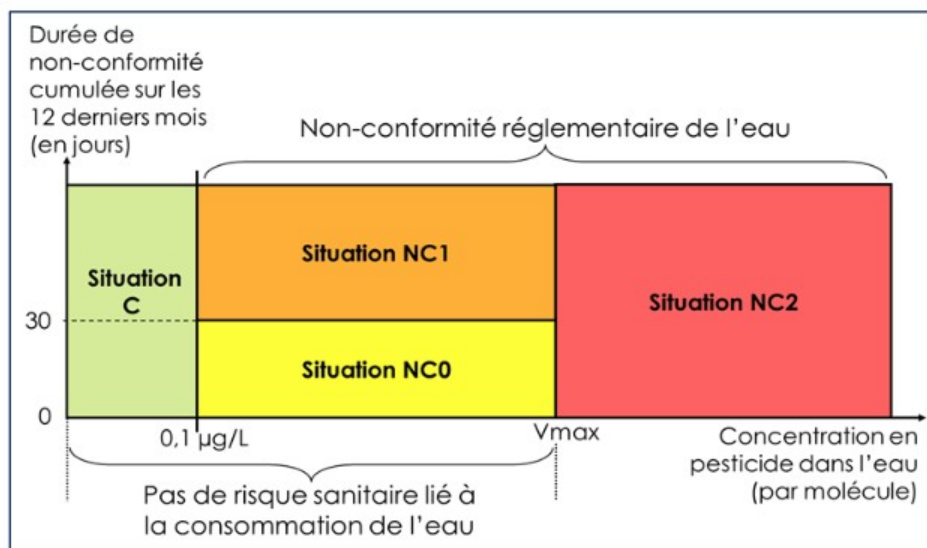 Durée de
non-conformité
cumulée sur les
12 derniers mois
(en jours)
Non-conformité réglementaire de l'eau
Situation
C
Situation NC1
Situation NC2
30
Situation NC0
0
0,1 µg/L
Vmax
Concentration en
pesticide dans l'eau
(par molécule)
Pas de risque sanitaire lié à
la consommation de l'eau